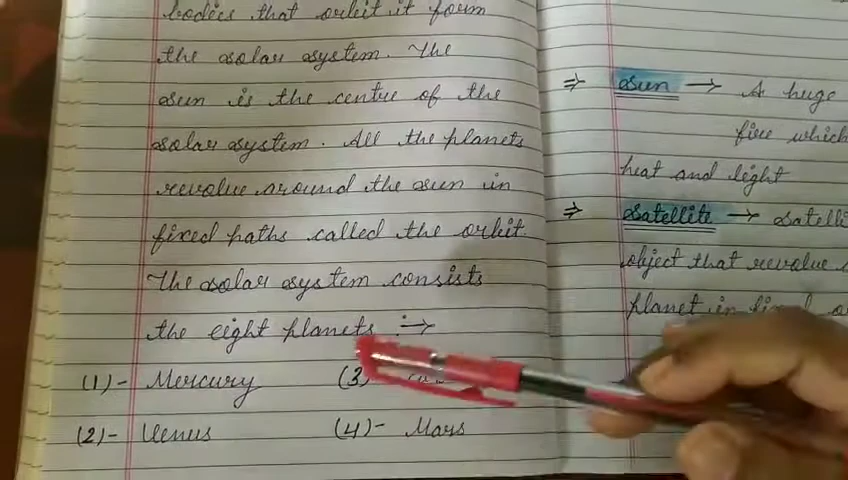 bodies that orbit it form
the solar system. The
sun is the centre of the
solar system. All the planets
revolve around the sun in
fixed paths called the orbit.
The solar system consists
the eight planets :→
(1)- Mercury (3)
(2)- Venus (4)- Mars
⇒ Sun → A huge
fire which
heat and light
⇒ Satellite →
object that revolve
planet in